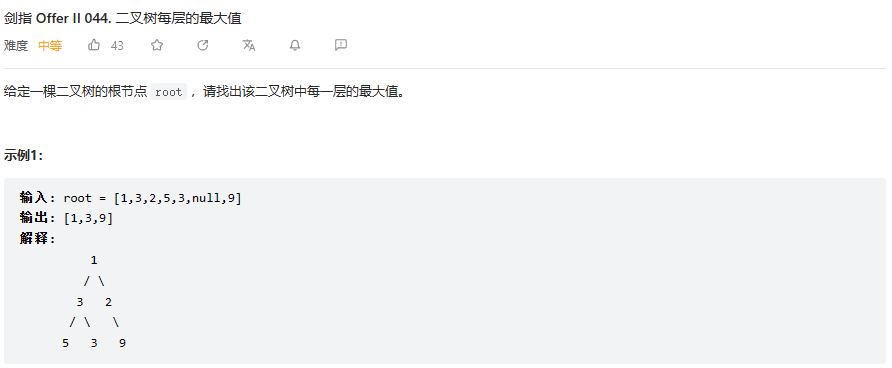 剑指 Offer II 044. 二叉树每层的最大值
难度 中等 43
给定一棵二叉树的根节点 root ，请找出该二叉树中每一层的最大值。
示例1：
输入: root = [1,3,2,5,3,null,9]
输出: [1,3,9]
解释:
1
/ \
3 2
/ \ \
5 3 9